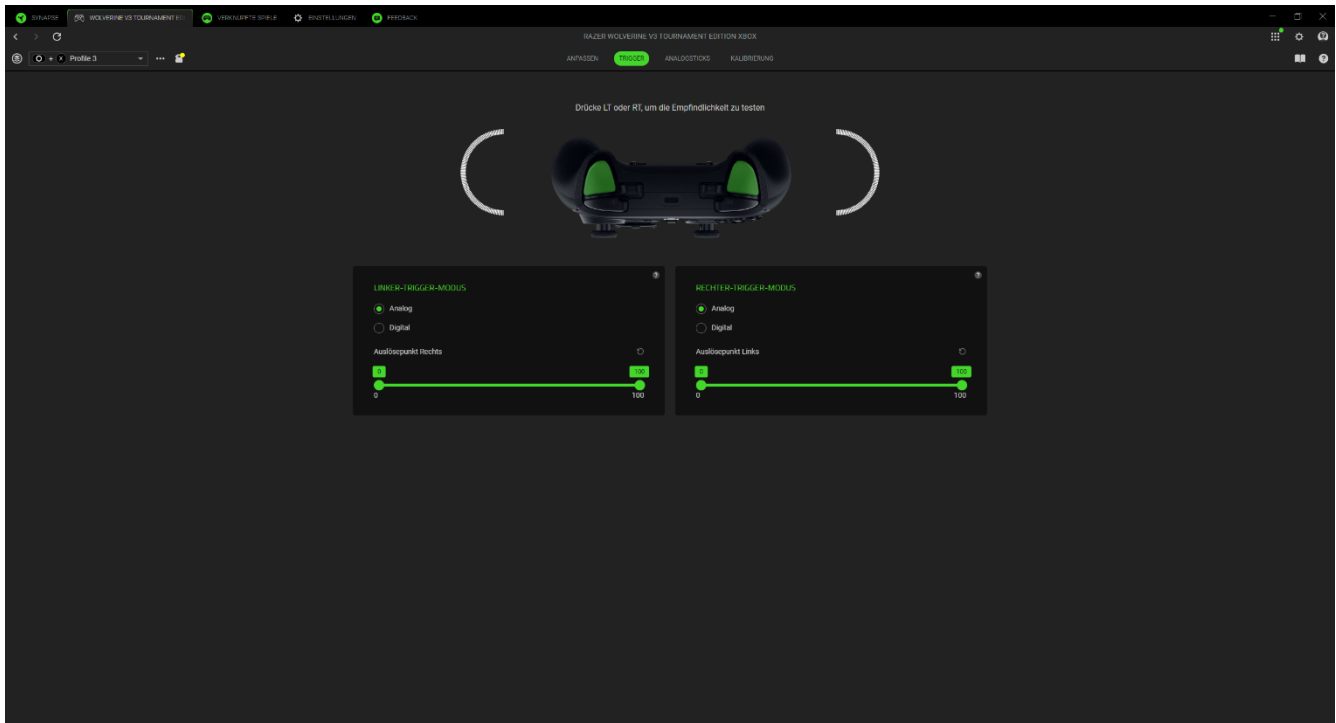 SYNAPSE WOLVERINE V3 TOURNAMENT EDI VERKNÜPFTE SPIELE EINSTELLUNGEN FEEDBACK
RAZER WOLVERINE V3 TOURNAMENT EDITION XBOX
+ X Profile 3
ANPASSEN TRIGGER ANALOGSTICKS KALIBRIERUNG
Drücke LT oder RT, um die Empfindlichkeit zu testen
LINKER-TRIGGER-MODUS
Analog
Digital
Auslösepunkt Rechts
0 100
0 100
RECHTER-TRIGGER-MODUS
Analog
Digital
Auslösepunkt Links
0 100
0 100